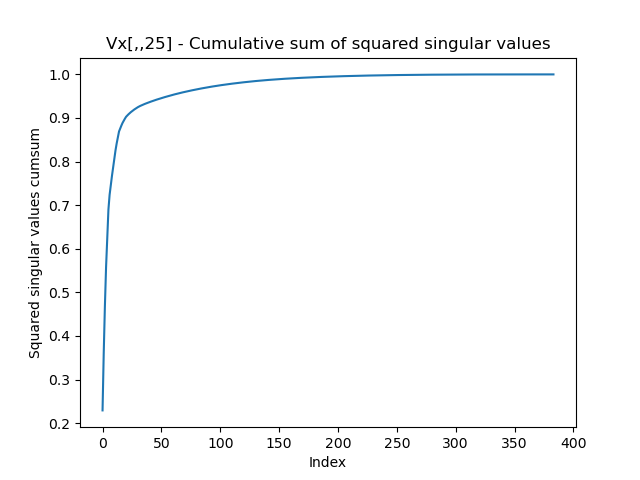 Vx[,,25] - Cumulative sum of squared singular values
Squared singular values cumsum
1.0
0.9
0.8
0.7
0.6
0.5
0.4
0.3
0.2
0 50 100 150 200 250 300 350 400
Index